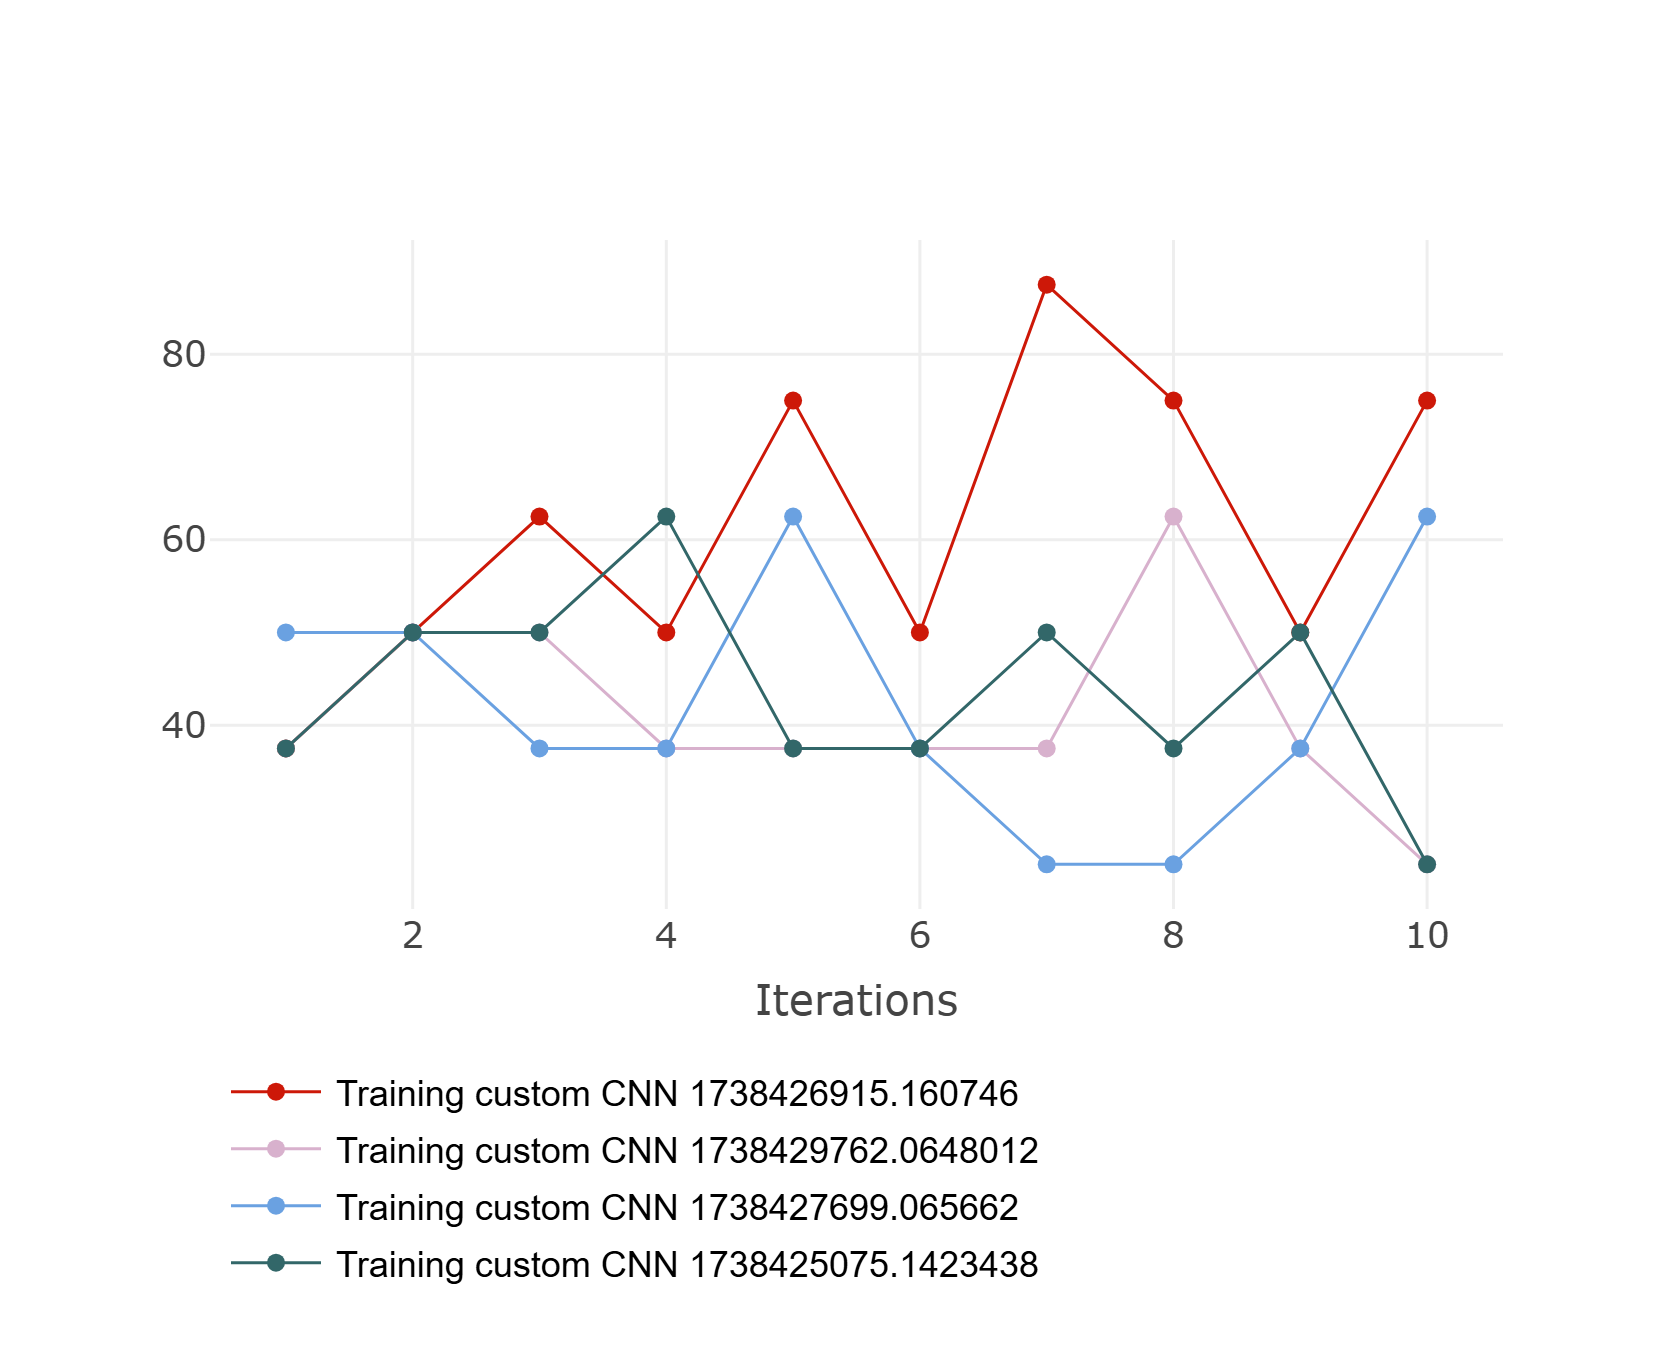 80
60
40
2 4 6 8 10
Iterations
Training custom CNN 1738426915.160746
Training custom CNN 1738429762.0648012
Training custom CNN 1738427699.065662
Training custom CNN 1738425075.1423438